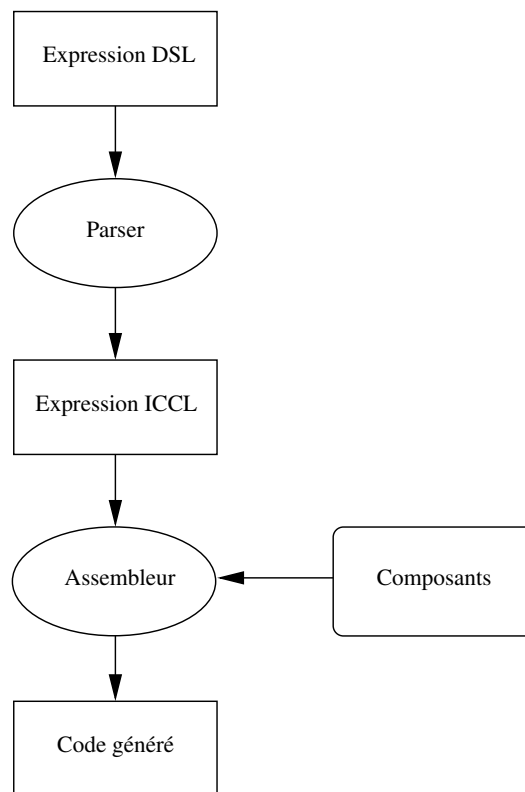 Expression DSL
Parser
Expression ICCL
Assembleur
Composants
Code généré